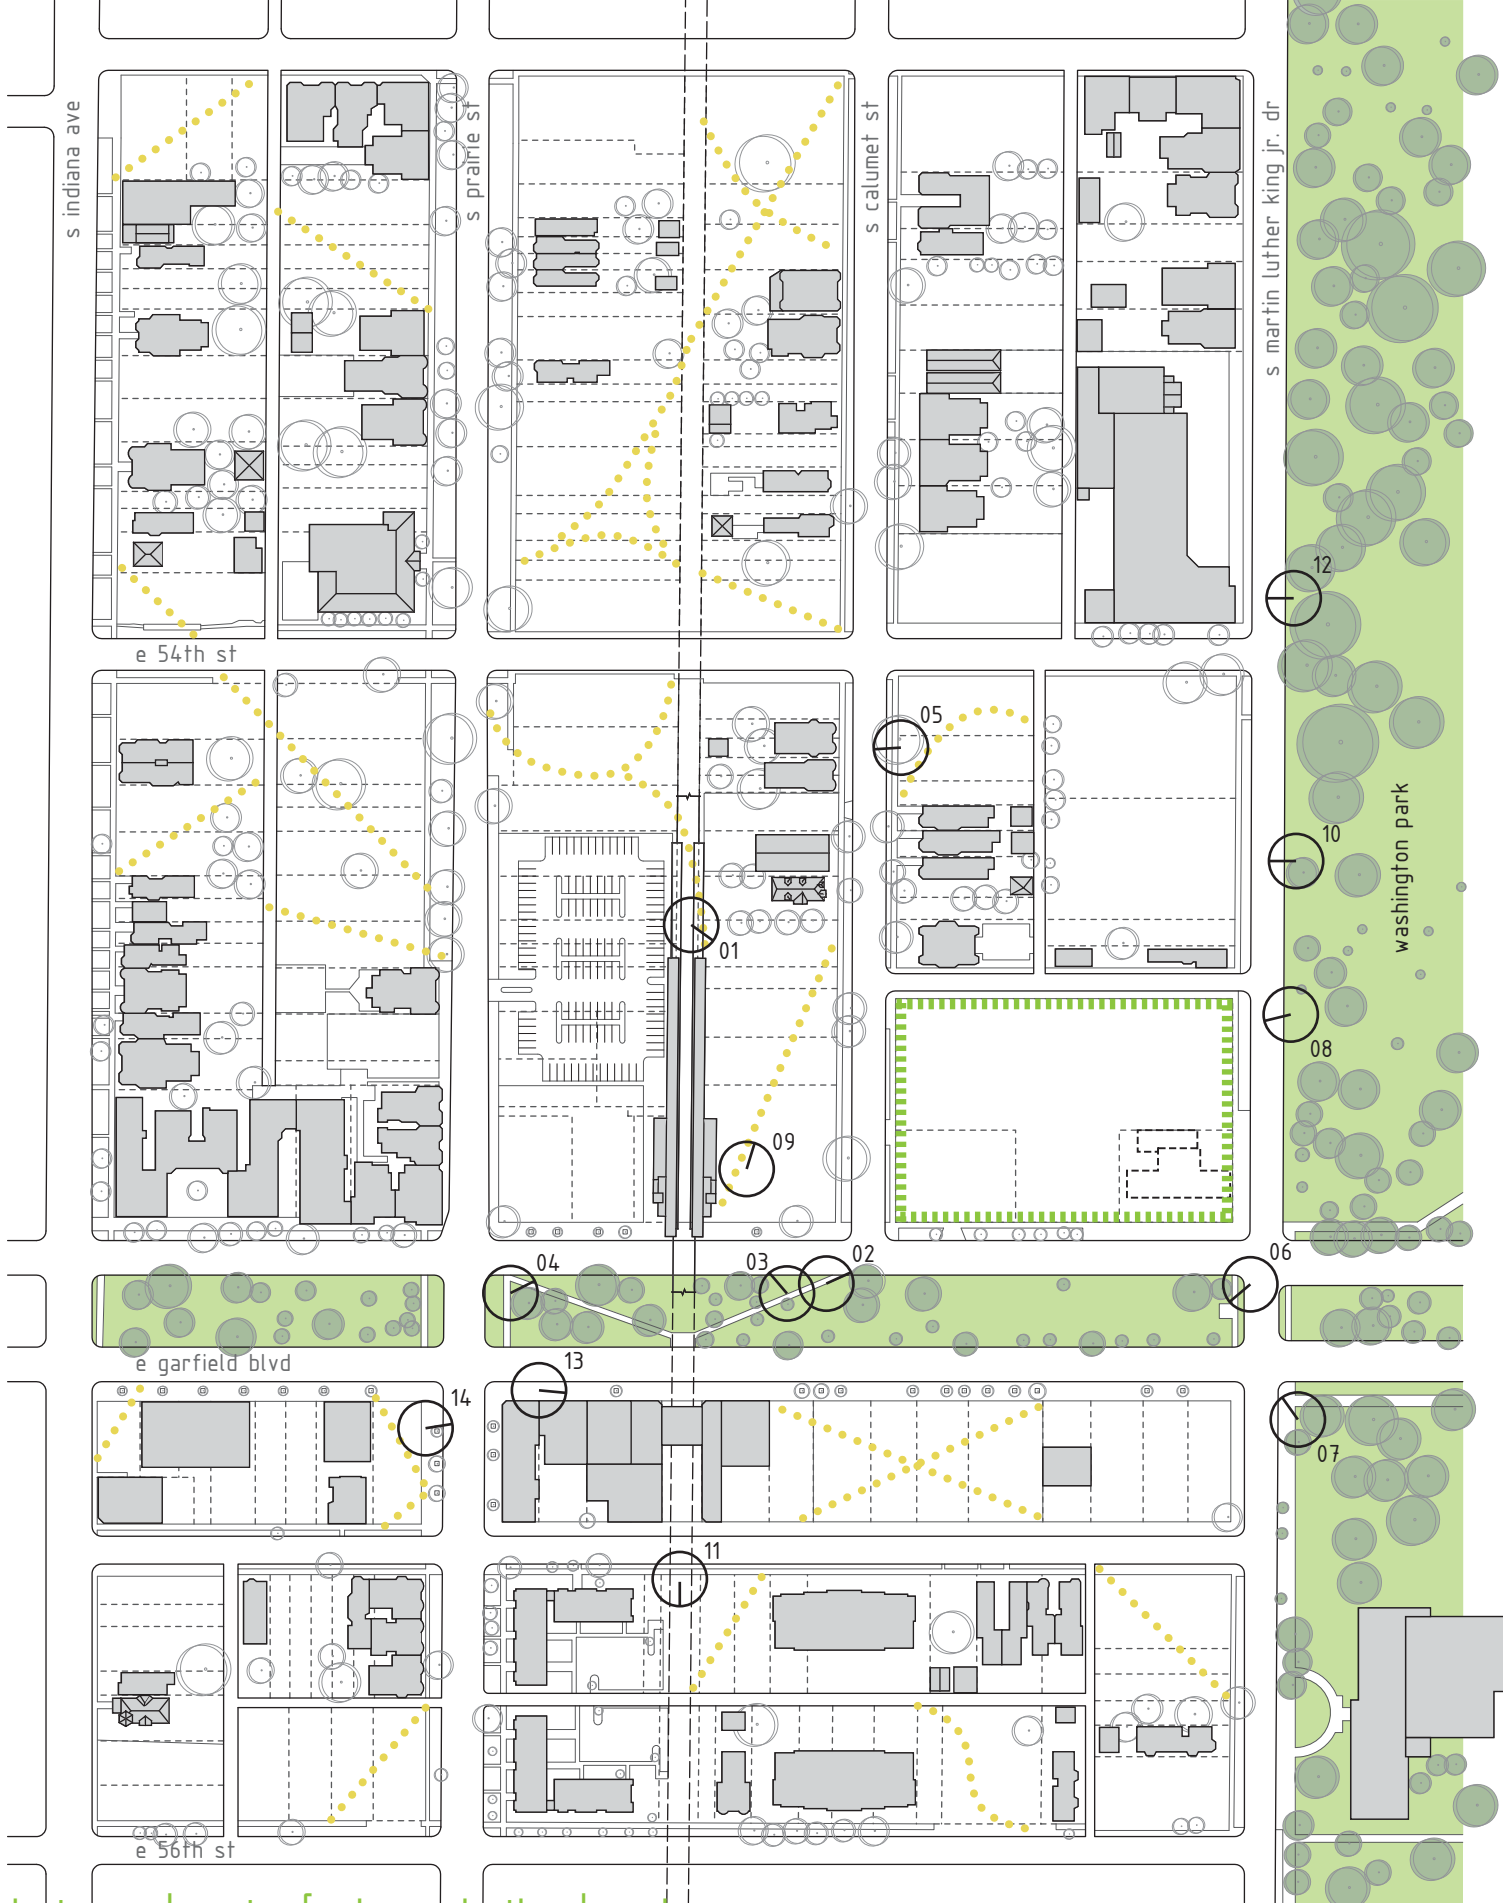 s indiana ave
s prairie st
s calumet st
s martin luther king jr. dr
12
e 54th st
05
10
washington park
01
08
09
04
03
02
06
e garfield blvd
13
14
07
11
e 56th st